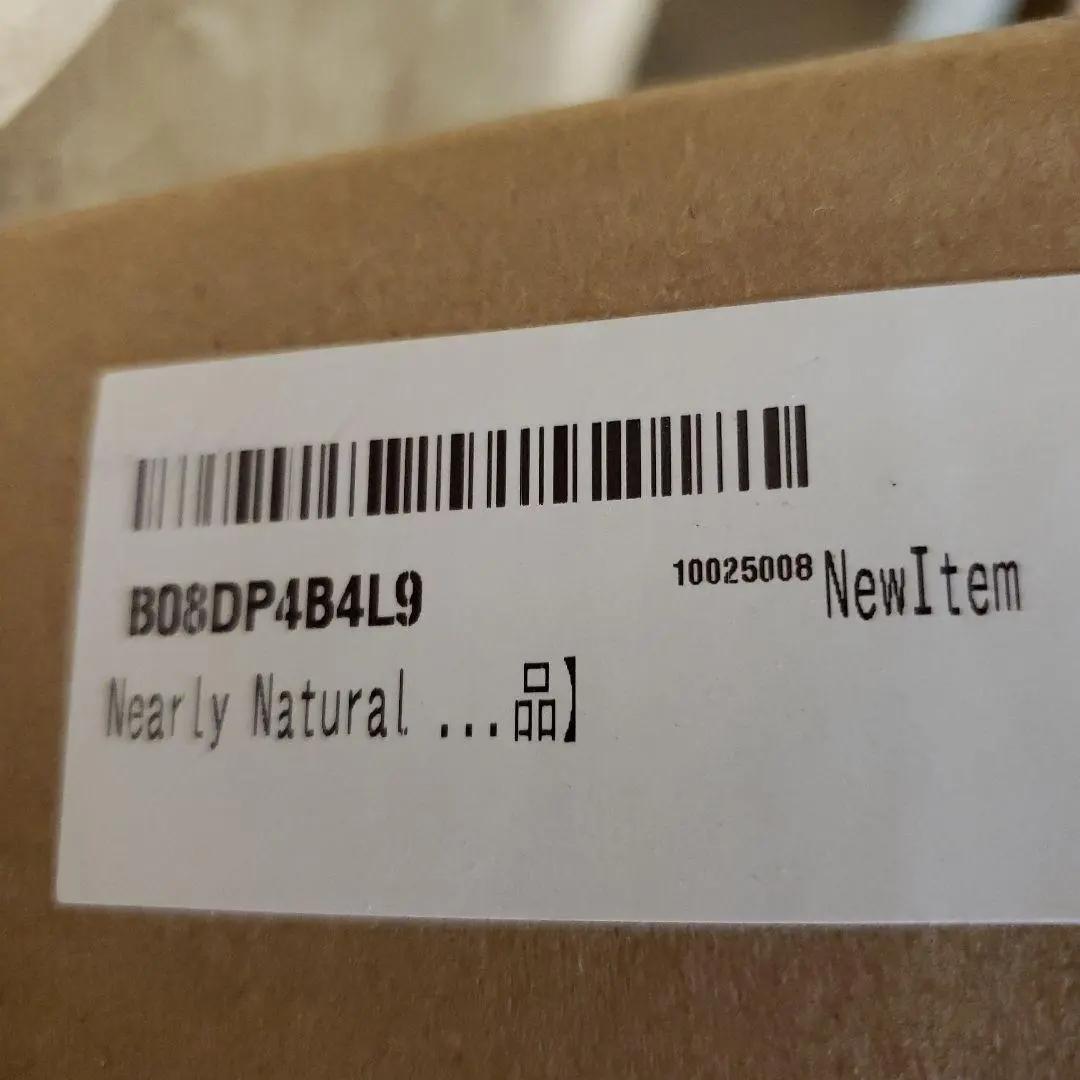 B08DP4B4L9 10025008 NewItem
Nearly Natural ...品】